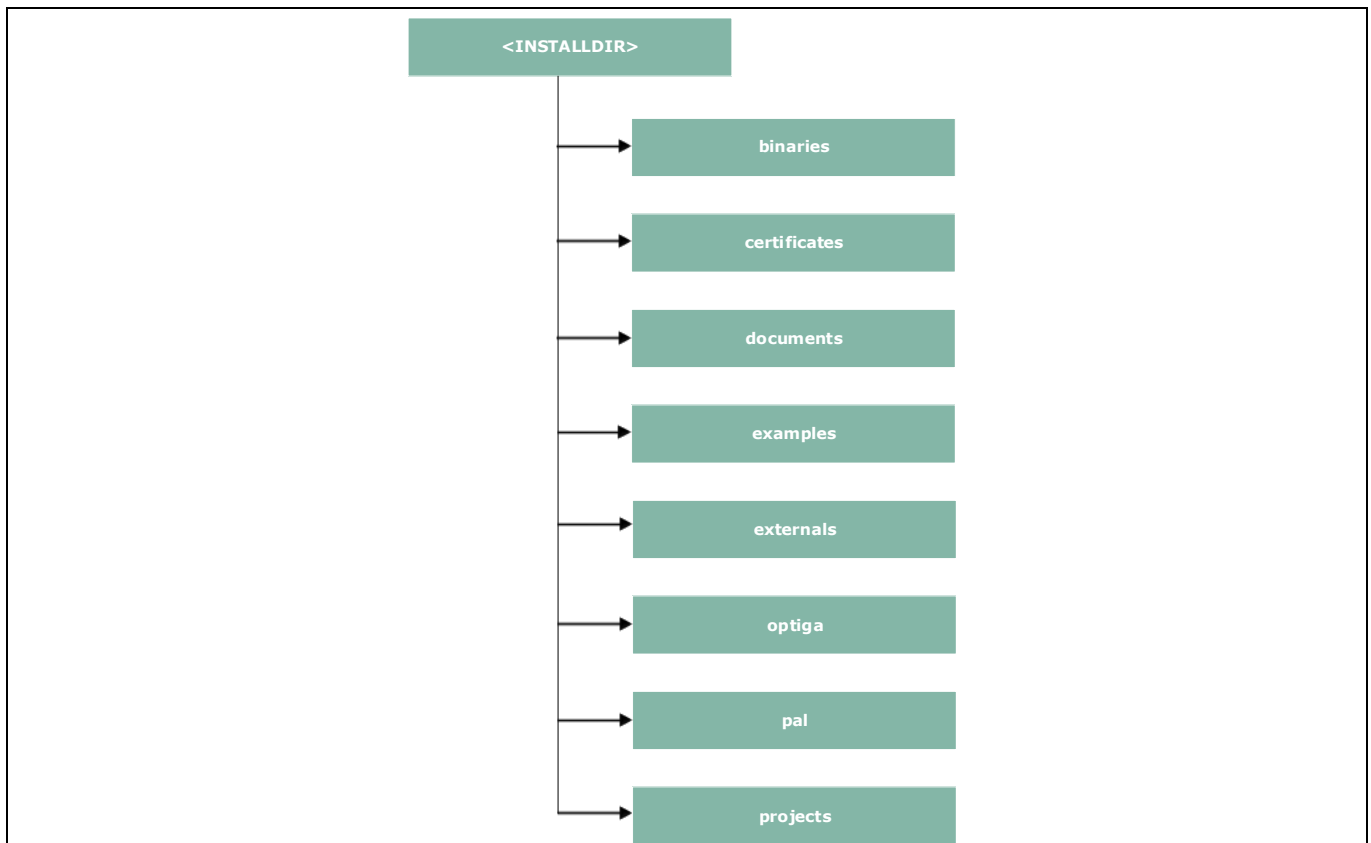 <INSTALLDIR>
binaries
certificates
documents
examples
externals
optiga
pal
projects